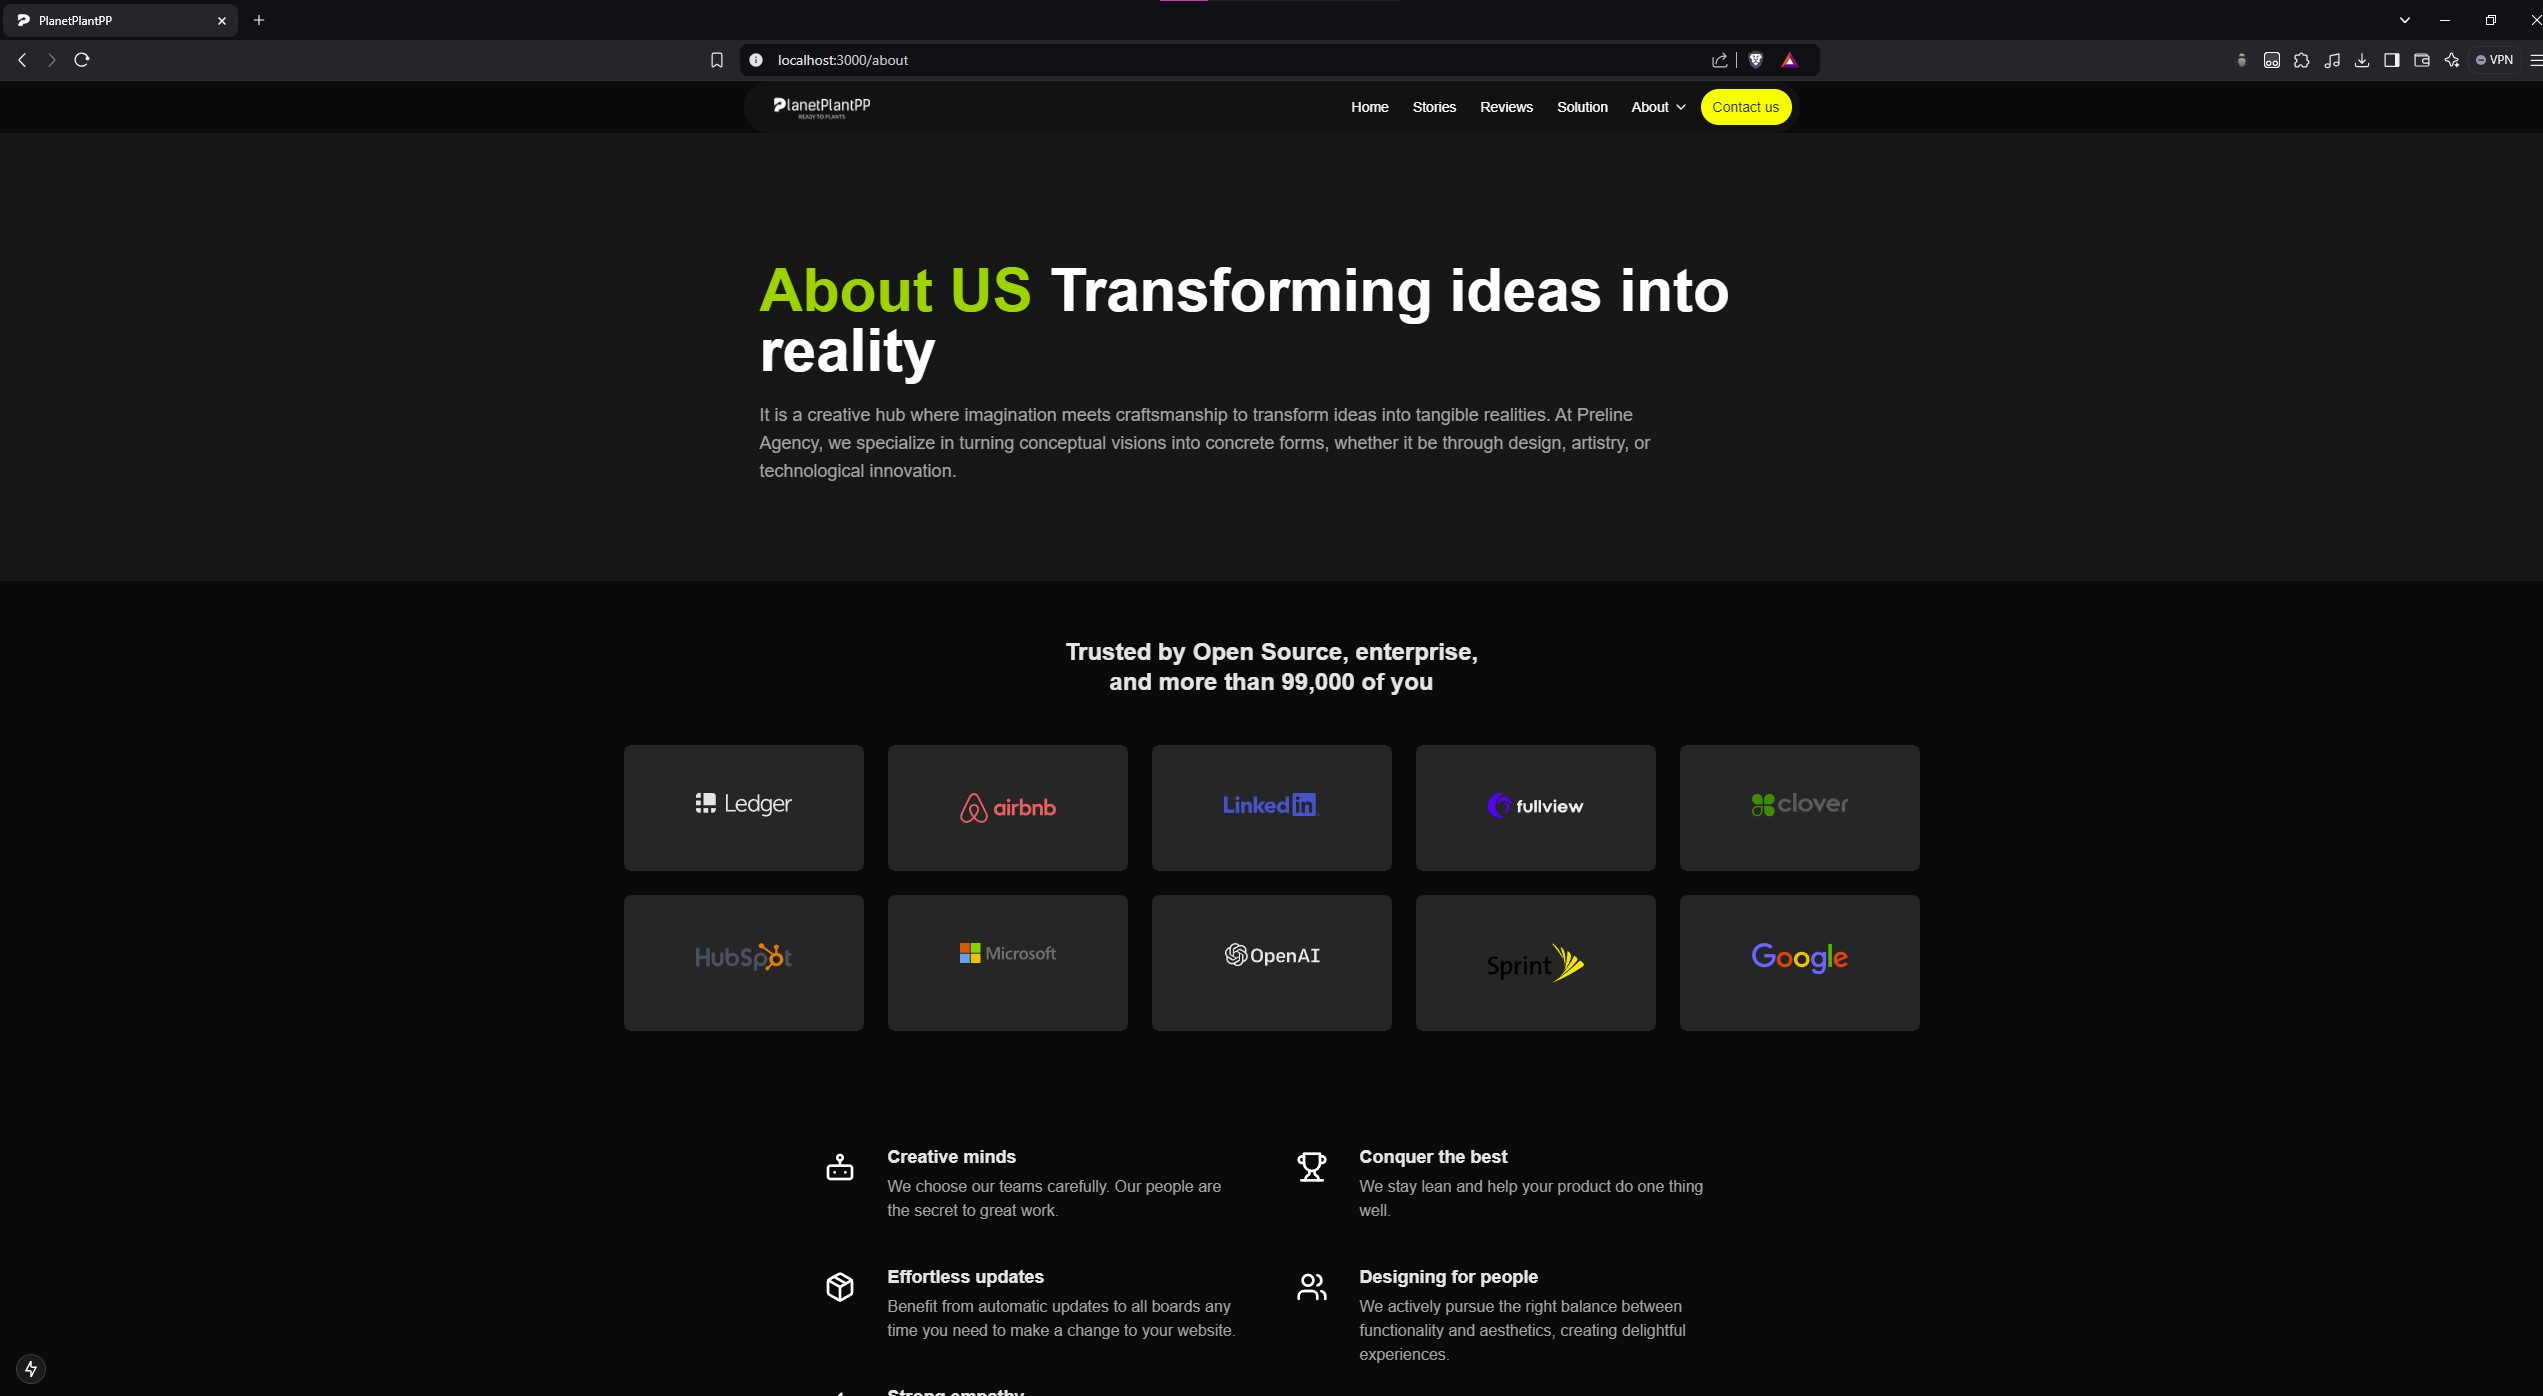 PlanetPlantPP
localhost:3000/about
VPN
PlanetPlantPP
READY TO PLANTS
Home Stories Reviews Solution About Contact us
About US Transforming ideas into
reality
It is a creative hub where imagination meets craftsmanship to transform ideas into tangible realities. At Preline
Agency, we specialize in turning conceptual visions into concrete forms, whether it be through design, artistry, or
technological innovation.
Trusted by Open Source, enterprise,
and more than 99,000 of you
Ledger airbnb Linkedin fullview clover
HubSpot Microsoft OpenAI Sprint Google
Creative minds
We choose our teams carefully. Our people are
the secret to great work.
Conquer the best
We stay lean and help your product do one thing
well.
Effortless updates
Benefit from automatic updates to all boards any
time you need to make a change to your website.
Designing for people
We actively pursue the right balance between
functionality and aesthetics, creating delightful
experiences.
Strong empathy